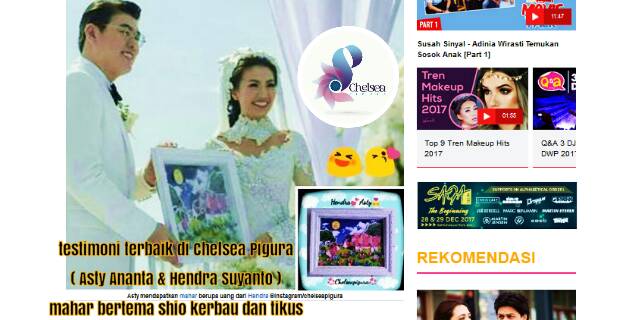 Chelsea
Hendra Asty
Chelseapigura
testimoni terbaik di Chelsea Pigura
( Asty Ananta & Hendra Suyanto )
Asty mendapatkan mahar berupa uang dari Hendra @Instagram/chelseapigura
mahar bertema shio kerbau dan tikus
PART 1
11:47
Susah Sinyal - Adinia Wirasti Temukan
Sosok Anak [Part 1]
Tren
Makeup
Hits
2017
01:55
Top 9 Tren Makeup Hits
2017
Q&A
Q&A 3 DJ
DWP 2017
The Beginning
28 & 29 DEC 2017
REKOMENDASI